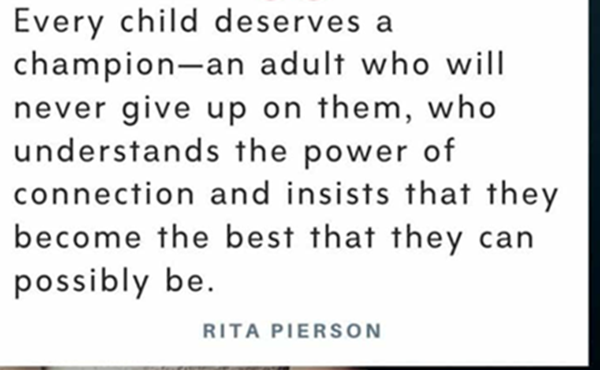 Every child deserves a
champion—an adult who will
never give up on them, who
understands the power of
connection and insists that they
become the best that they can
possibly be.
RITA PIERSON